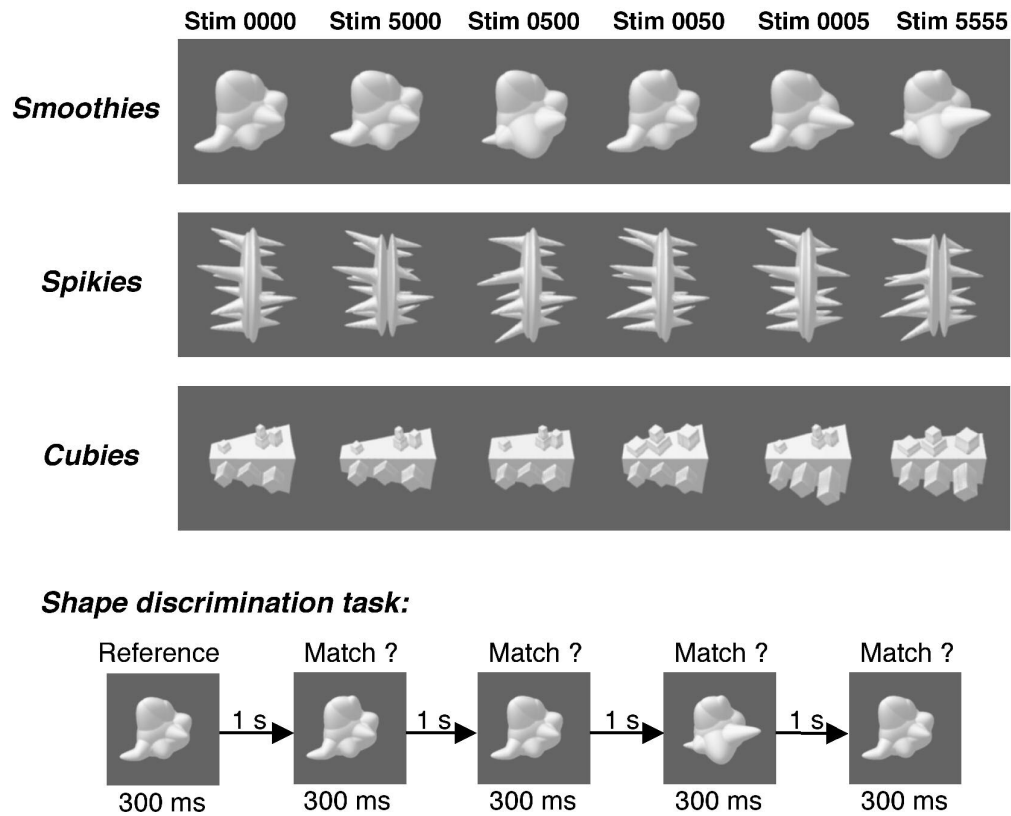 Stim 0000 Stim 5000 Stim 0500 Stim 0050 Stim 0005 Stim 5555
Smoothies
Spikies
Cubies
Shape discrimination task:
Reference Match ? Match ? Match ? Match ?
1 s 1 s 1 s 1 s
300 ms 300 ms 300 ms 300 ms 300 ms